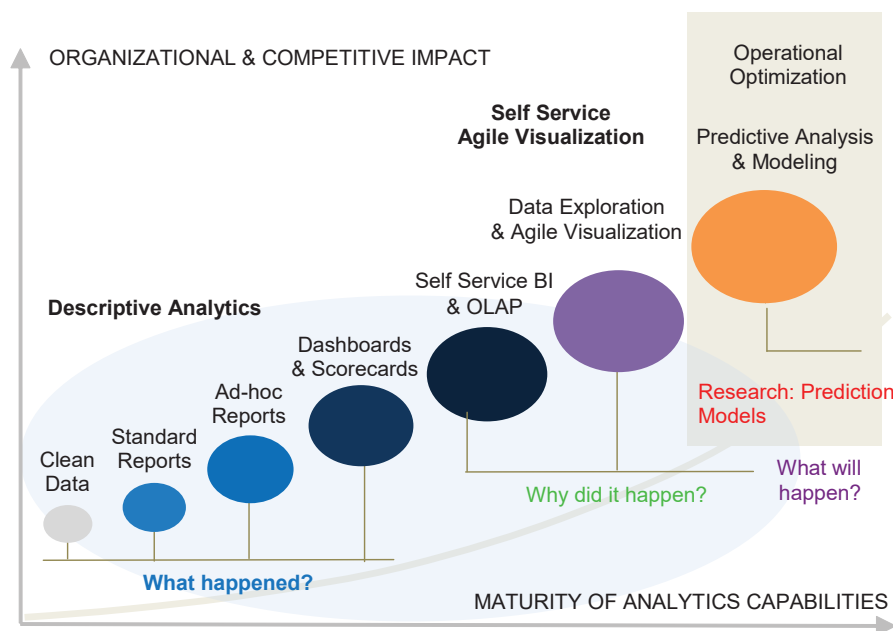 ORGANIZATIONAL & COMPETITIVE IMPACT
Operational
Optimization
Self Service
Agile Visualization
Predictive Analysis
& Modeling
Data Exploration
& Agile Visualization
Self Service BI
& OLAP
Descriptive Analytics
Dashboards
& Scorecards
Ad-hoc
Reports
Standard
Reports
Clean
Data
Research: Prediction
Models
What will
happen?
Why did it happen?
What happened?
MATURITY OF ANALYTICS CAPABILITIES